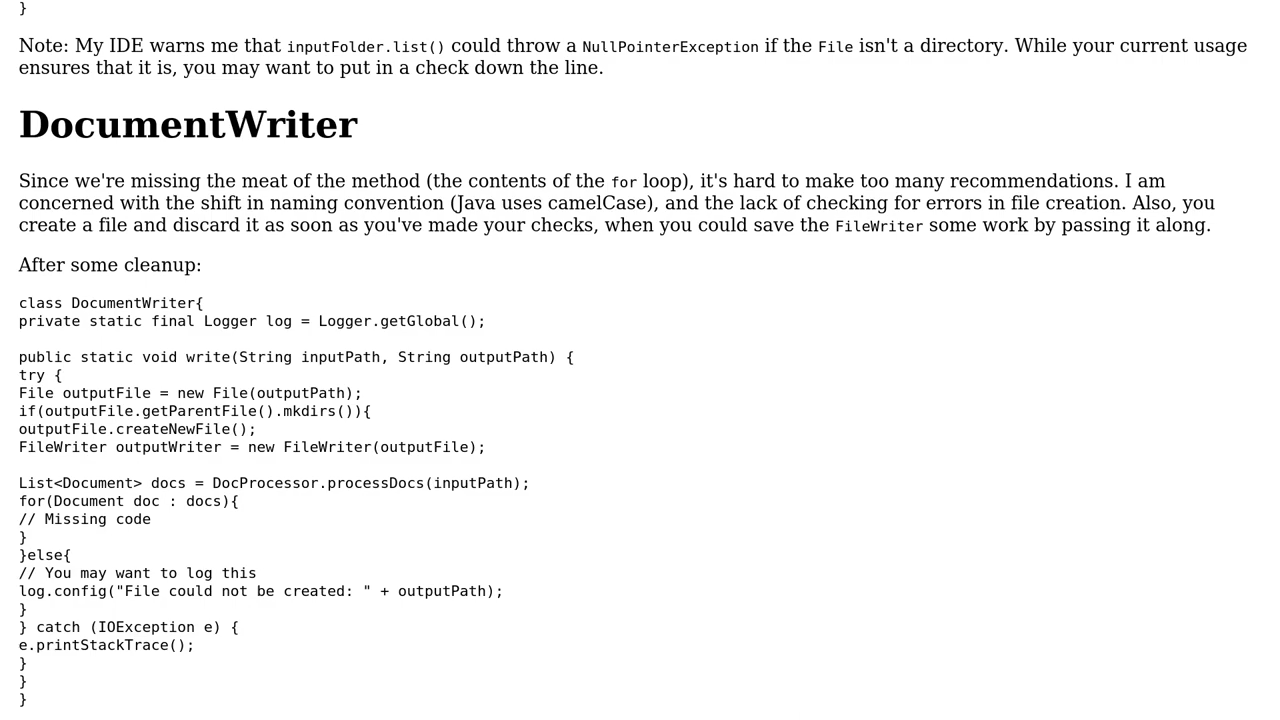 }
Note: My IDE warns me that inputFolder.list() could throw a NullPointerException if the File isn't a directory. While your current usage
ensures that it is, you may want to put in a check down the line.
DocumentWriter
Since we're missing the meat of the method (the contents of the for loop), it's hard to make too many recommendations. I am
concerned with the shift in naming convention (Java uses camelCase), and the lack of checking for errors in file creation. Also, you
create a file and discard it as soon as you've made your checks, when you could save the FileWriter some work by passing it along.
After some cleanup:
class DocumentWriter{
private static final Logger log = Logger.getGlobal();
public static void write(String inputPath, String outputPath) {
try {
File outputFile = new File(outputPath);
if(outputFile.getParentFile().mkdirs()){
outputFile.createNewFile();
FileWriter outputWriter = new FileWriter(outputFile);
List<Document> docs = DocProcessor.processDocs(inputPath);
for(Document doc : docs){
// Missing code
}
}else{
// You may want to log this
log.config("File could not be created: " + outputPath);
}
} catch (IOException e) {
e.printStackTrace();
}
}
}